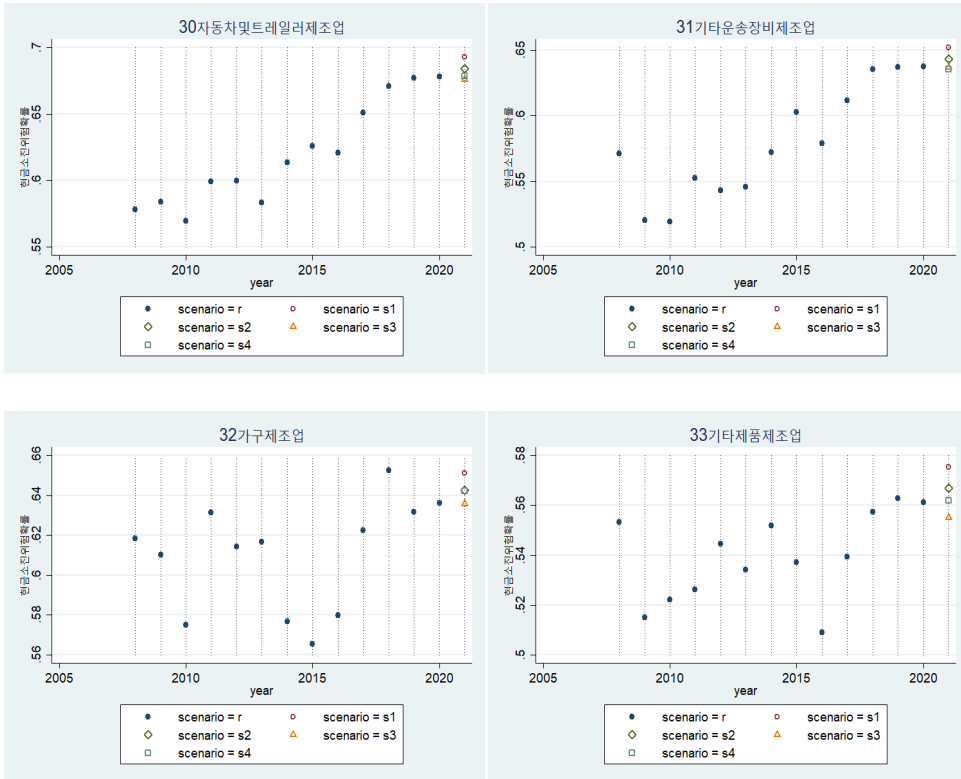 30자동차및트레일러제조업
현금소진위험확률
.7
.65
.6
.55
2005 2010 2015 2020
year
scenario = r scenario = s1
scenario = s2 scenario = s3
scenario = s4
31기타운송장비제조업
현금소진위험확률
.65
.6
.55
.5
2005 2010 2015 2020
year
scenario = r scenario = s1
scenario = s2 scenario = s3
scenario = s4
32가구제조업
현금소진위험확률
.66
.64
.62
.6
.58
.56
2005 2010 2015 2020
year
scenario = r scenario = s1
scenario = s2 scenario = s3
scenario = s4
33기타제품제조업
현금소진위험확률
.58
.56
.54
.52
.5
2005 2010 2015 2020
year
scenario = r scenario = s1
scenario = s2 scenario = s3
scenario = s4